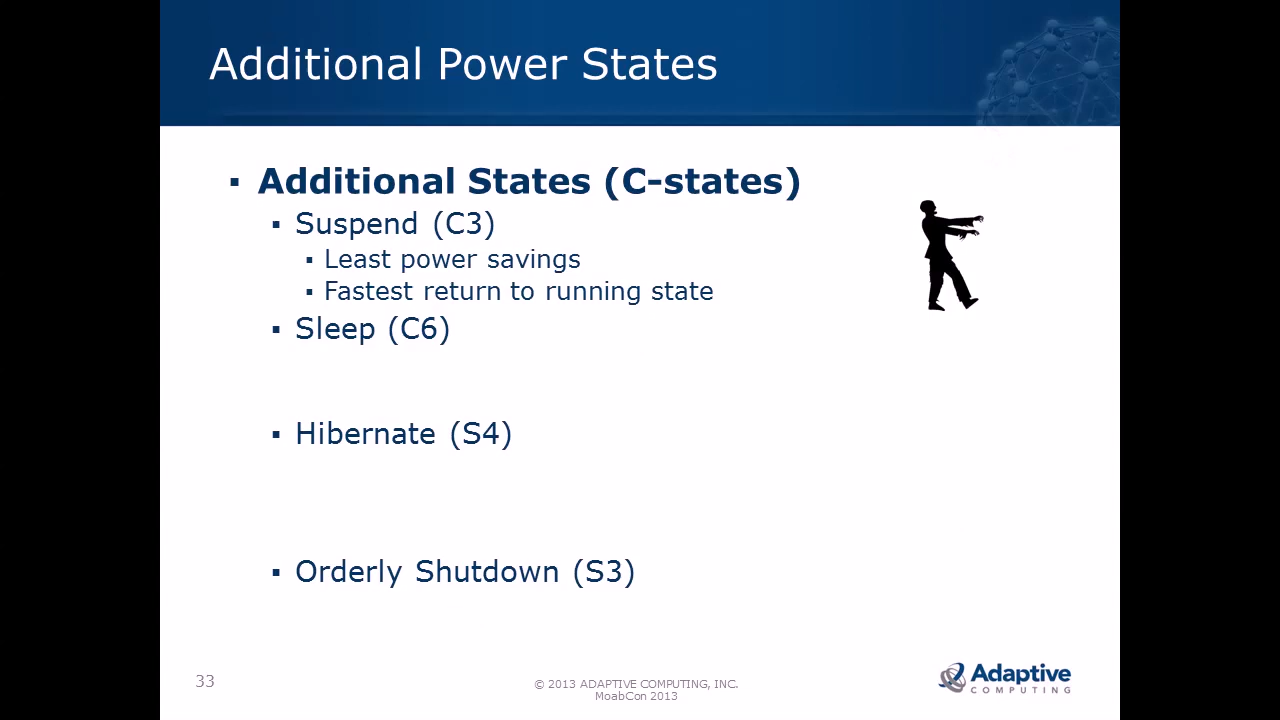 Additional Power States
▪ Additional States (C-states)
▪ Suspend (C3)
▪ Least power savings
▪ Fastest return to running state
▪ Sleep (C6)
▪ Hibernate (S4)
▪ Orderly Shutdown (S3)
33
© 2013 ADAPTIVE COMPUTING, INC.
MoabCon 2013
Adaptive
COMPUTING